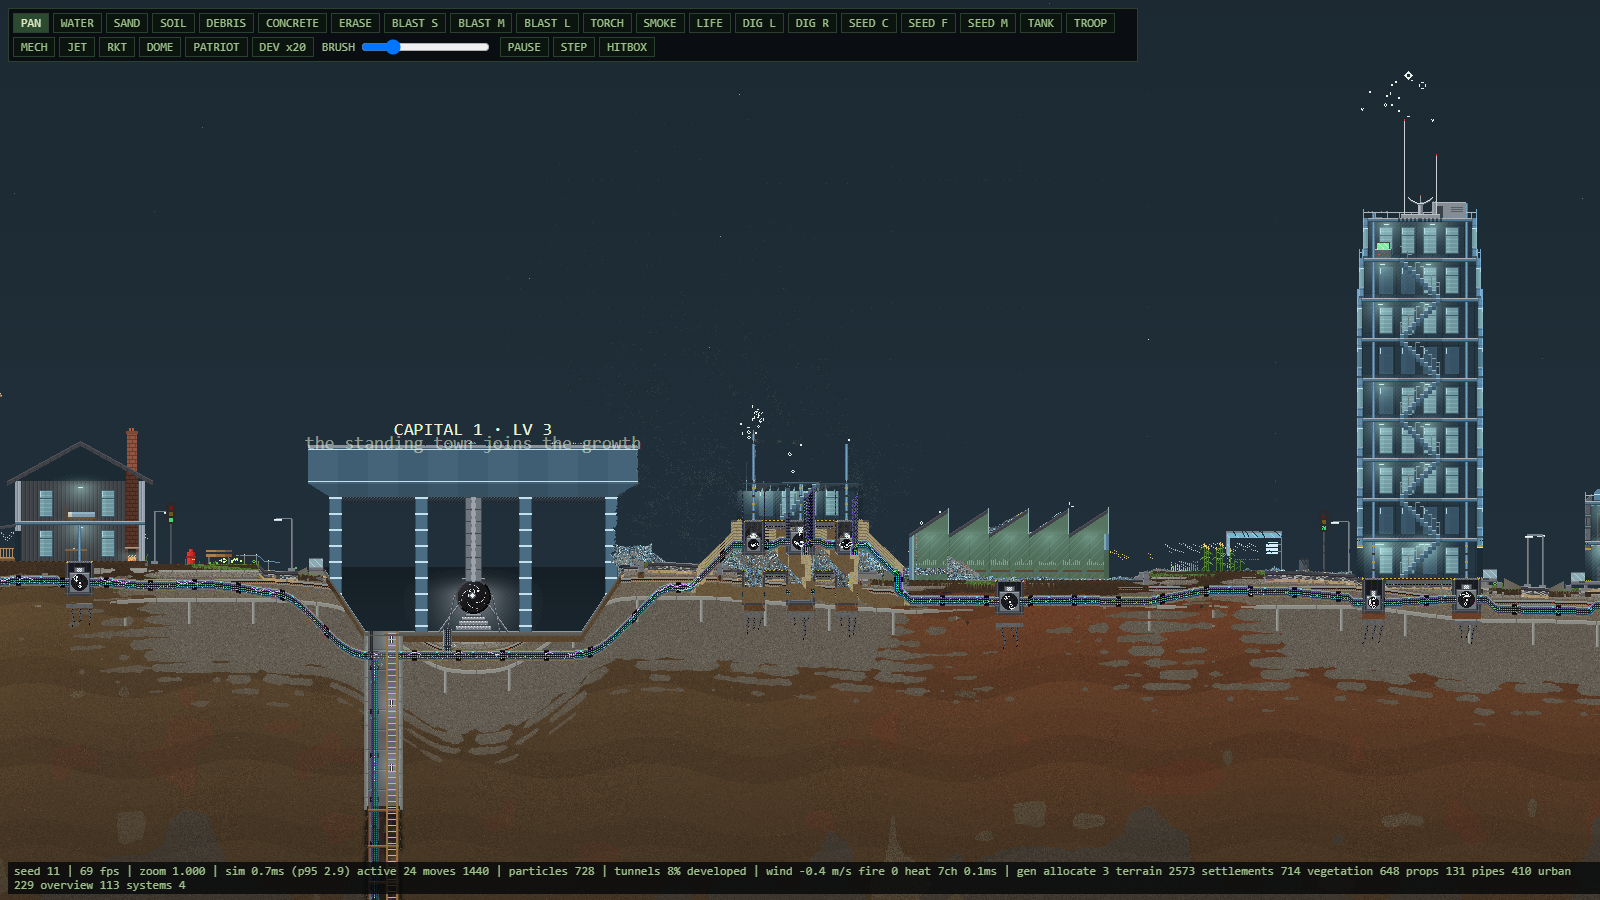 PAN WATER SAND SOIL DEBRIS CONCRETE ERASE BLAST S BLAST M BLAST L TORCH SMOKE LIFE DIG L DIG R SEED C SEED F SEED M TANK TROOP
MECH JET RKT DOME PATRIOT DEV x20 BRUSH PAUSE STEP HITBOX
CAPITAL 1 · LV 3
the standing town joins the growth
seed 11 | 69 fps | zoom 1.000 | sim 0.7ms (p95 2.9) active 24 moves 1440 | particles 728 | tunnels 8% developed | wind -0.4 m/s fire 0 heat 7ch 0.1ms | gen allocate 3 terrain 2573 settlements 714 vegetation 648 props 131 pipes 410 urban
229 overview 113 systems 4